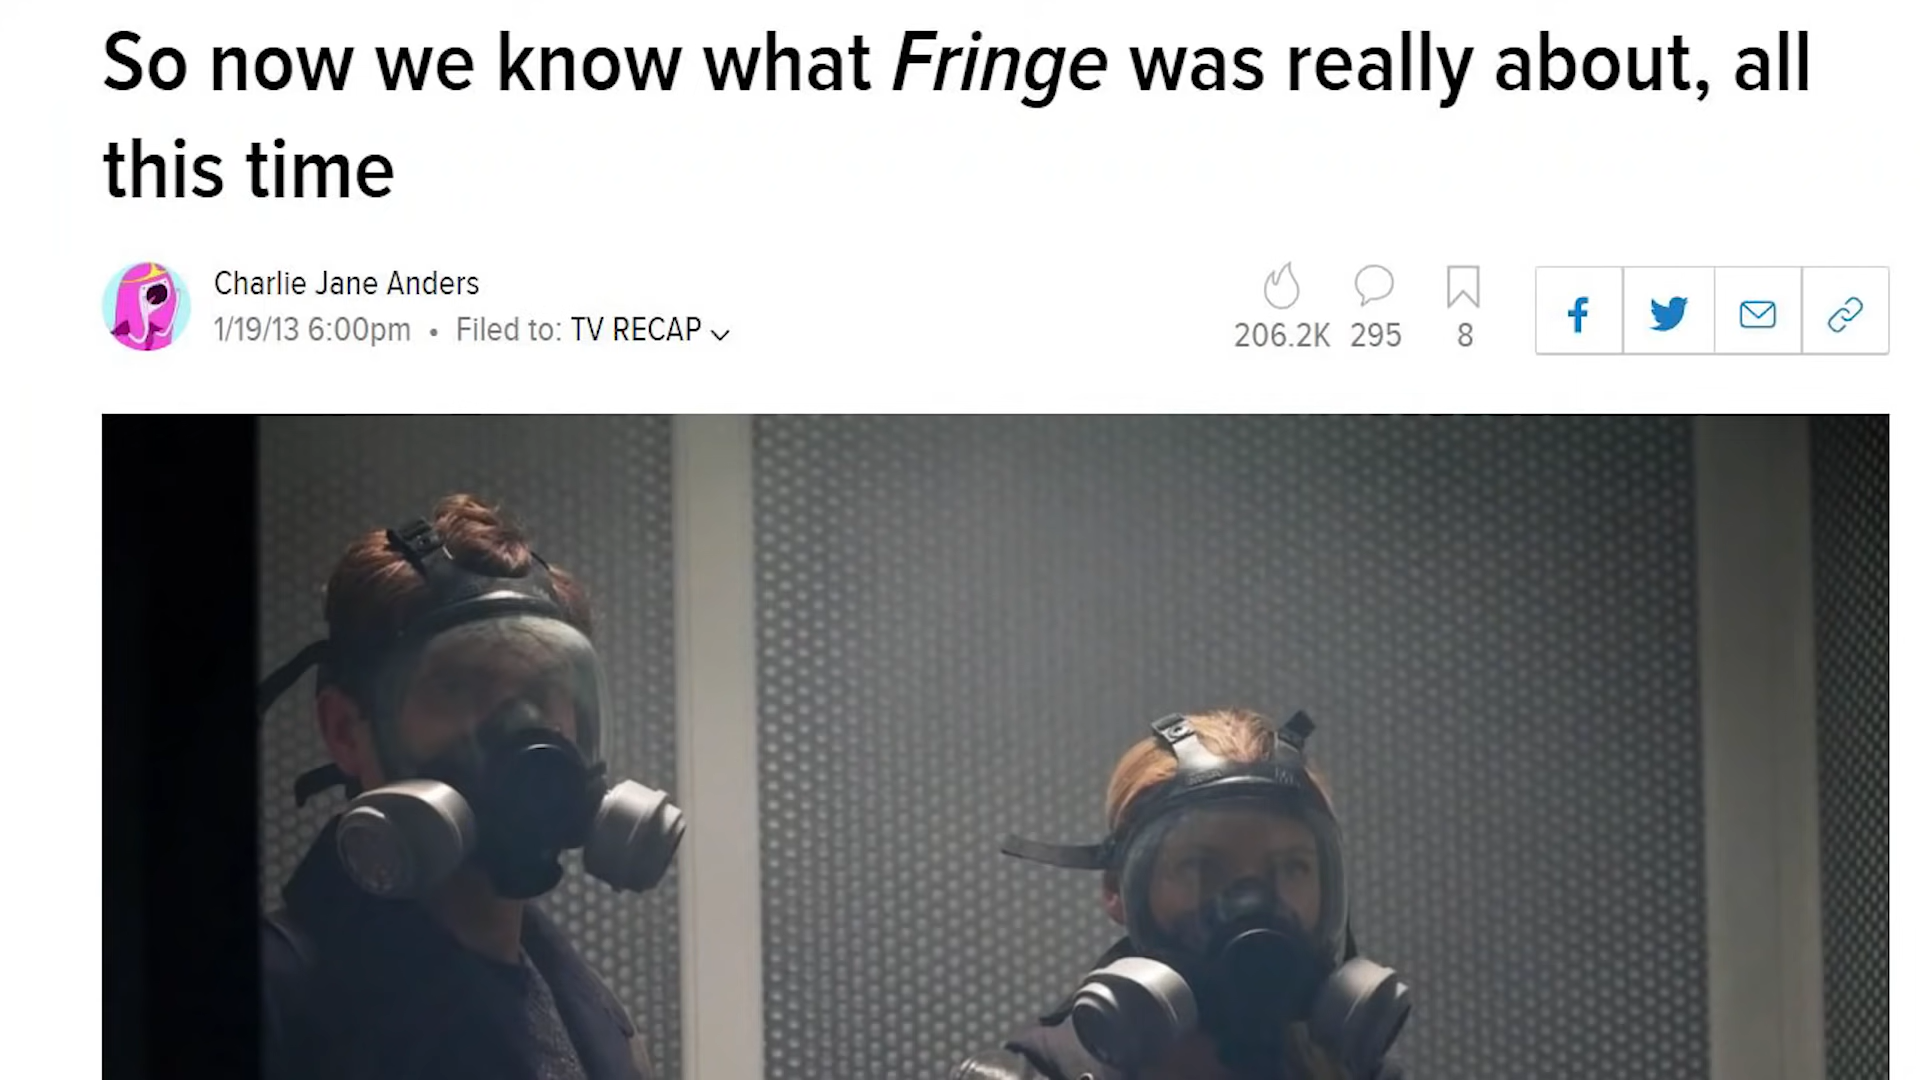 So now we know what Fringe was really about, all
this time
Charlie Jane Anders
1/19/13 6:00pm • Filed to: TV RECAP
206.2K 295 8